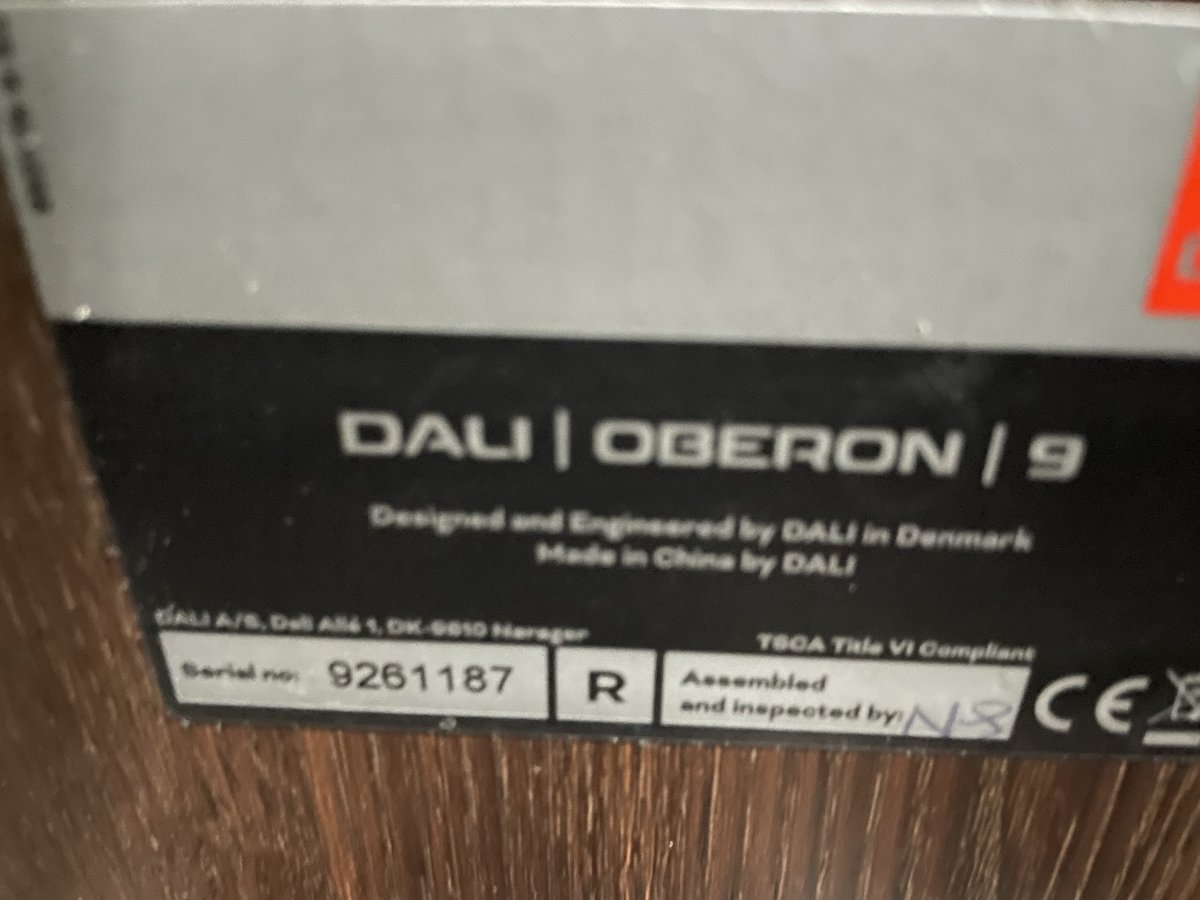 DALI | OBERON / 9
Designed and Engineered by DALI in Denmark
Made in China by DALI
DALI A/S, Dali Allé 1, DK-9610 Nørager
TSCA Title VI Compliant
Serial no: 9261187
R
Assembled
and inspected by: N-8
CE